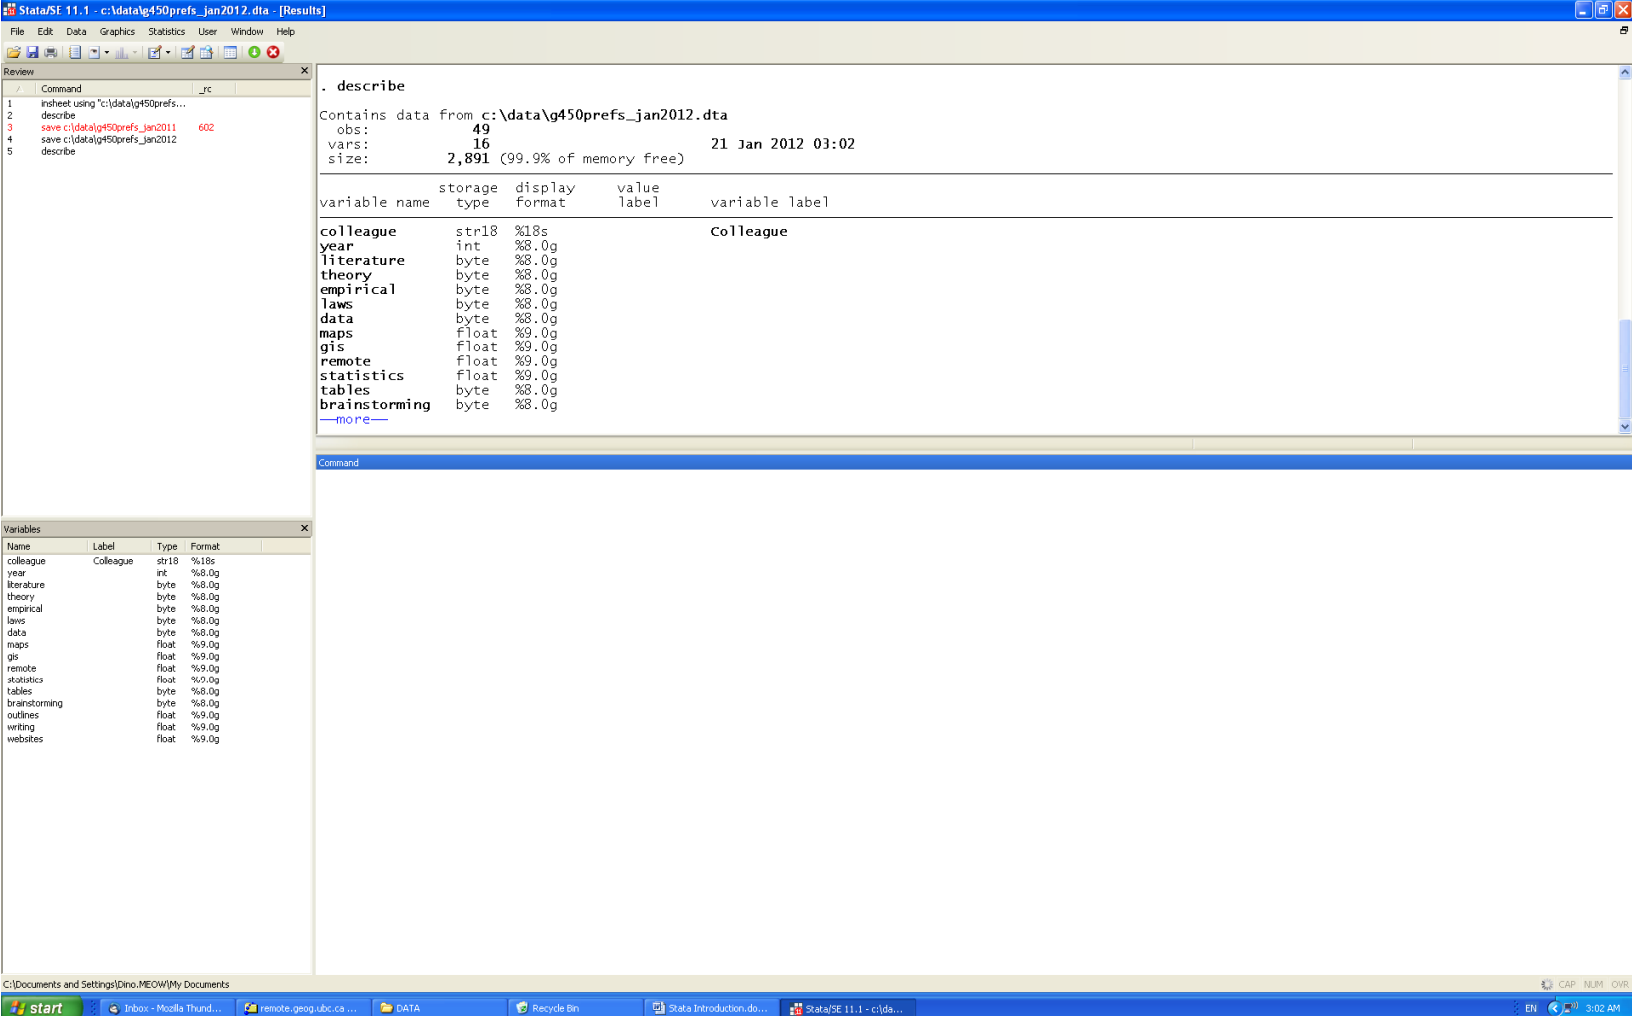 Stata/SE 11.1 - c:\data\g450prefs_jan2012.dta - [Results]
File Edit Data Graphics Statistics User Window Help
Review
Command _rc
1 insheet using "c:\data\g450prefs...
2 describe
3 save c:\data\g450prefs_jan2011 602
4 save c:\data\g450prefs_jan2012
5 describe
. describe
Contains data from c:\data\g450prefs_jan2012.dta
obs: 49
vars: 16 21 Jan 2012 03:02
size: 2,891 (99.9% of memory free)
storage display value
variable name type format label variable label
colleague str18 %18s Colleague
year int %8.0g
literature byte %8.0g
theory byte %8.0g
empirical byte %8.0g
laws byte %8.0g
data byte %8.0g
maps float %9.0g
gis float %9.0g
remote float %9.0g
statistics float %9.0g
tables byte %8.0g
brainstorming byte %8.0g
—more—
Command
Variables
Name Label Type Format
colleague Colleague str18 %18s
year int %8.0g
literature byte %8.0g
theory byte %8.0g
empirical byte %8.0g
laws byte %8.0g
data byte %8.0g
maps float %9.0g
gis float %9.0g
remote float %9.0g
statistics float %9.0g
tables byte %8.0g
brainstorming byte %8.0g
outlines float %9.0g
writing float %9.0g
websites float %9.0g
C:\Documents and Settings\Dino.MEOW\My Documents
CAP NUM OVR
start Inbox - Mozilla Thund... remote.geog.ubc.ca ... DATA Recycle Bin Stata Introduction.do... Stata/SE 11.1 - c:\da... EN 3:02 AM